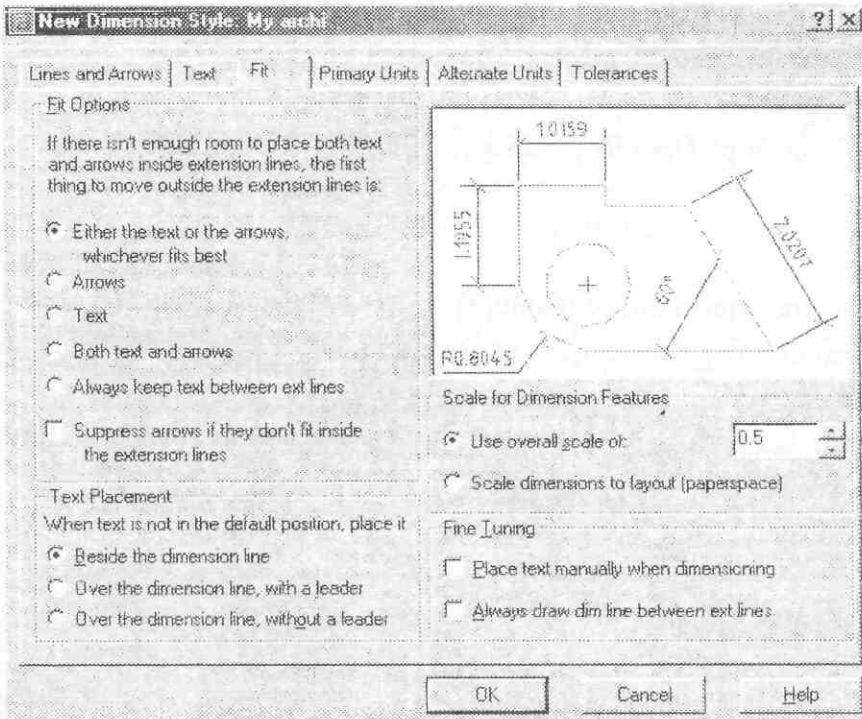 New Dimension Style: My archi
Lines and Arrows
Text
Fit
Primary Units
Alternate Units
Tolerances
Fit Options
If there isn't enough room to place both text
and arrows inside extension lines, the first
thing to move outside the extension lines is:
Either the text or the arrows,
whichever fits best
Arrows
Text
Both text and arrows
Always keep text between ext lines
Suppress arrows if they don't fit inside
the extension lines
Text Placement
When text is not in the default position, place it
Beside the dimension line
Over the dimension line, with a leader
Over the dimension line, without a leader
1.0159
1.1955
2.0207
60°
R0.8045
Scale for Dimension Features
Use overall scale of:
0.5
Scale dimensions to layout (paperspace)
Fine Tuning
Place text manually when dimensioning
Always draw dim line between ext lines
OK
Cancel
Help